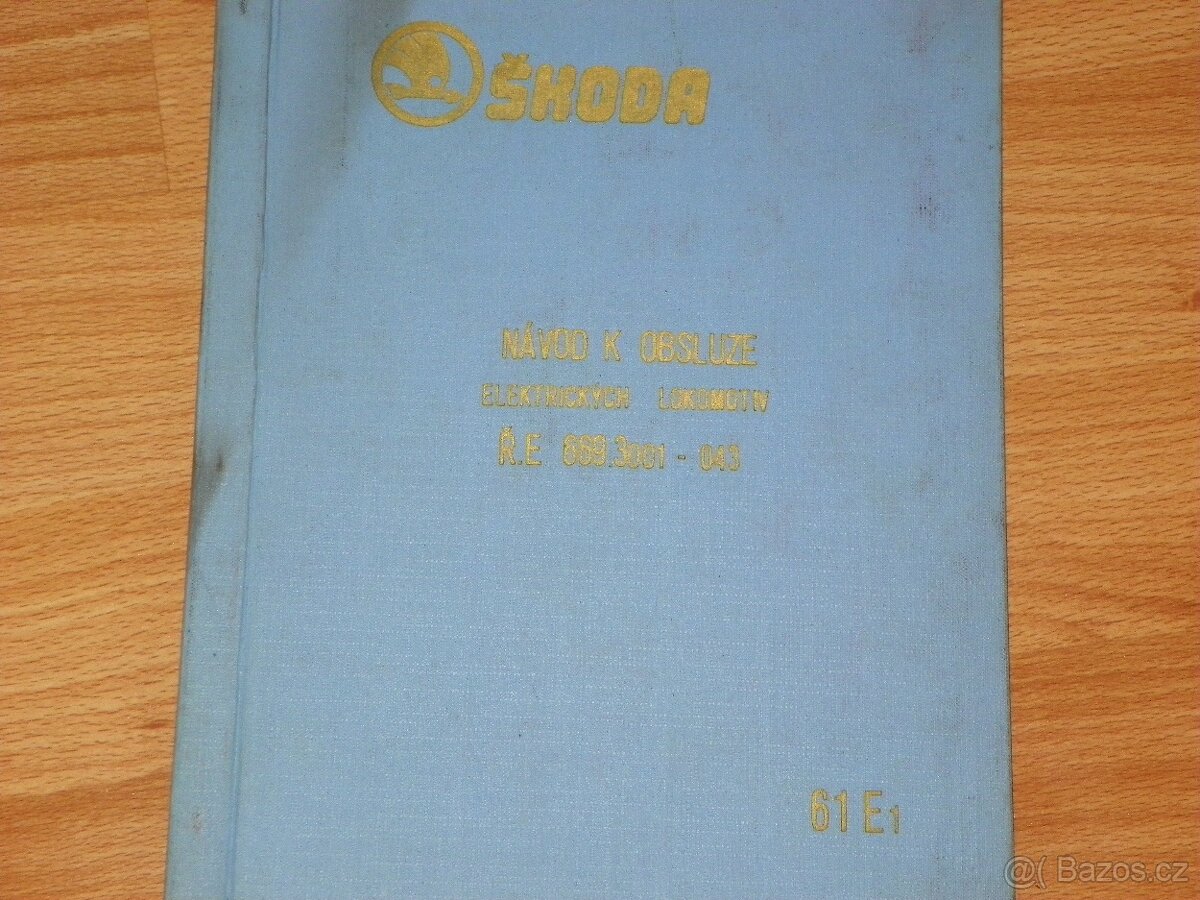 ŠKODA
NÁVOD K OBSLUZE
ELEKTRICKÝCH LOKOMOTIV
Ř.E 669.3001 - 043
61 E1
@( Bazos.cz